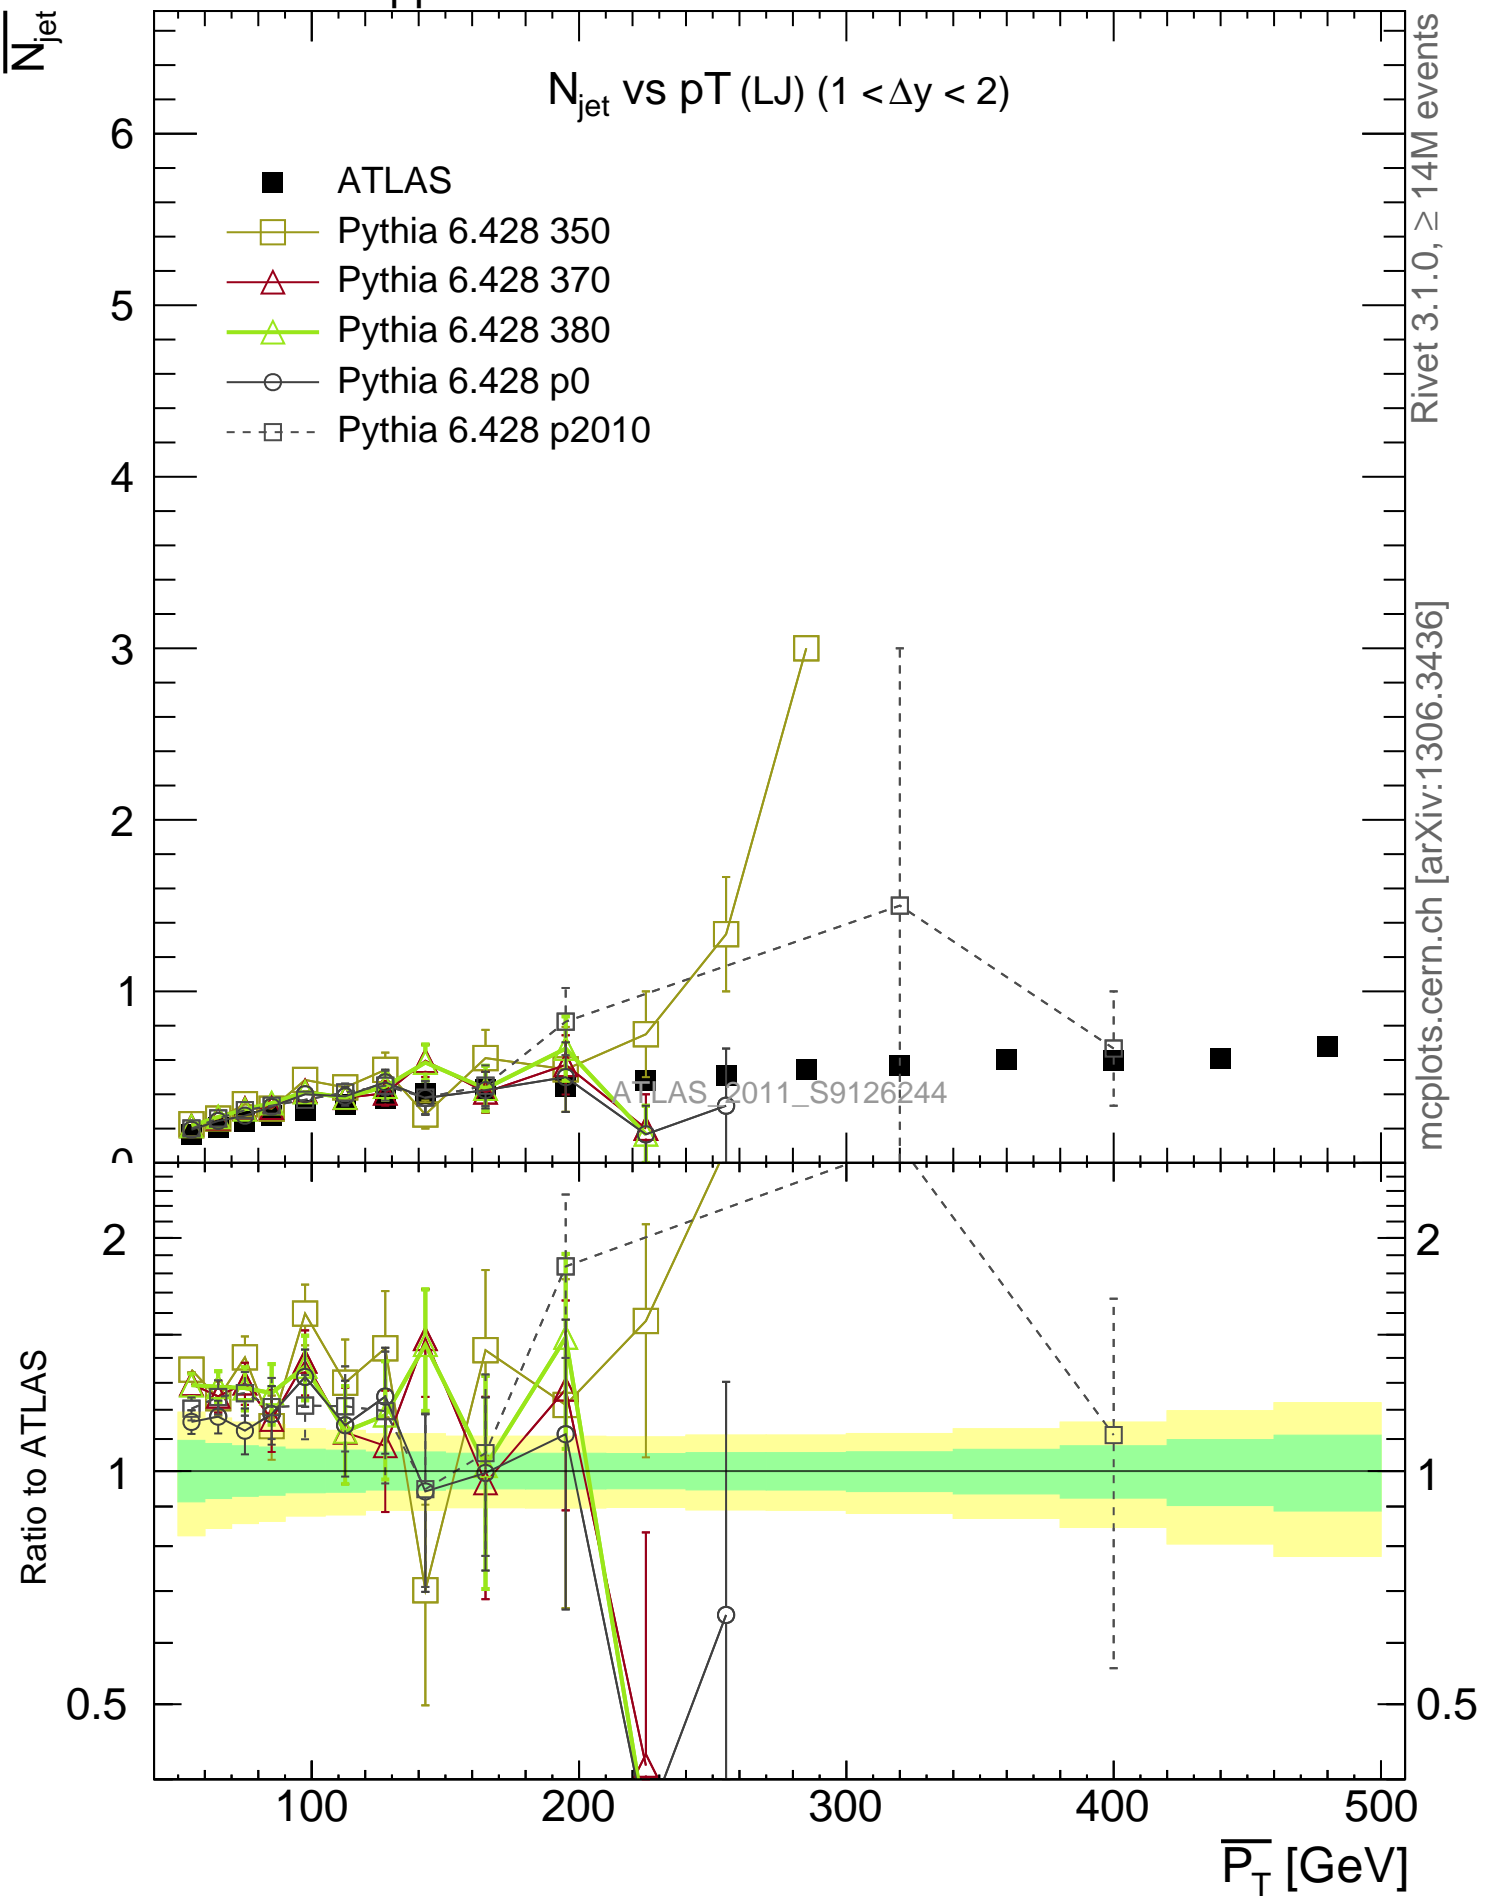 N̅jet
Njet vs pT (LJ) (1 < Δy < 2)
ATLAS
Pythia 6.428 350
Pythia 6.428 370
Pythia 6.428 380
Pythia 6.428 p0
Pythia 6.428 p2010
6
5
4
3
2
1
0
ATLAS_2011_S9126244
Rivet 3.1.0, ≥ 14M events
mcplots.cern.ch [arXiv:1306.3436]
Ratio to ATLAS
2
1
0.5
2
1
0.5
100 200 300 400 500
P̅T [GeV]